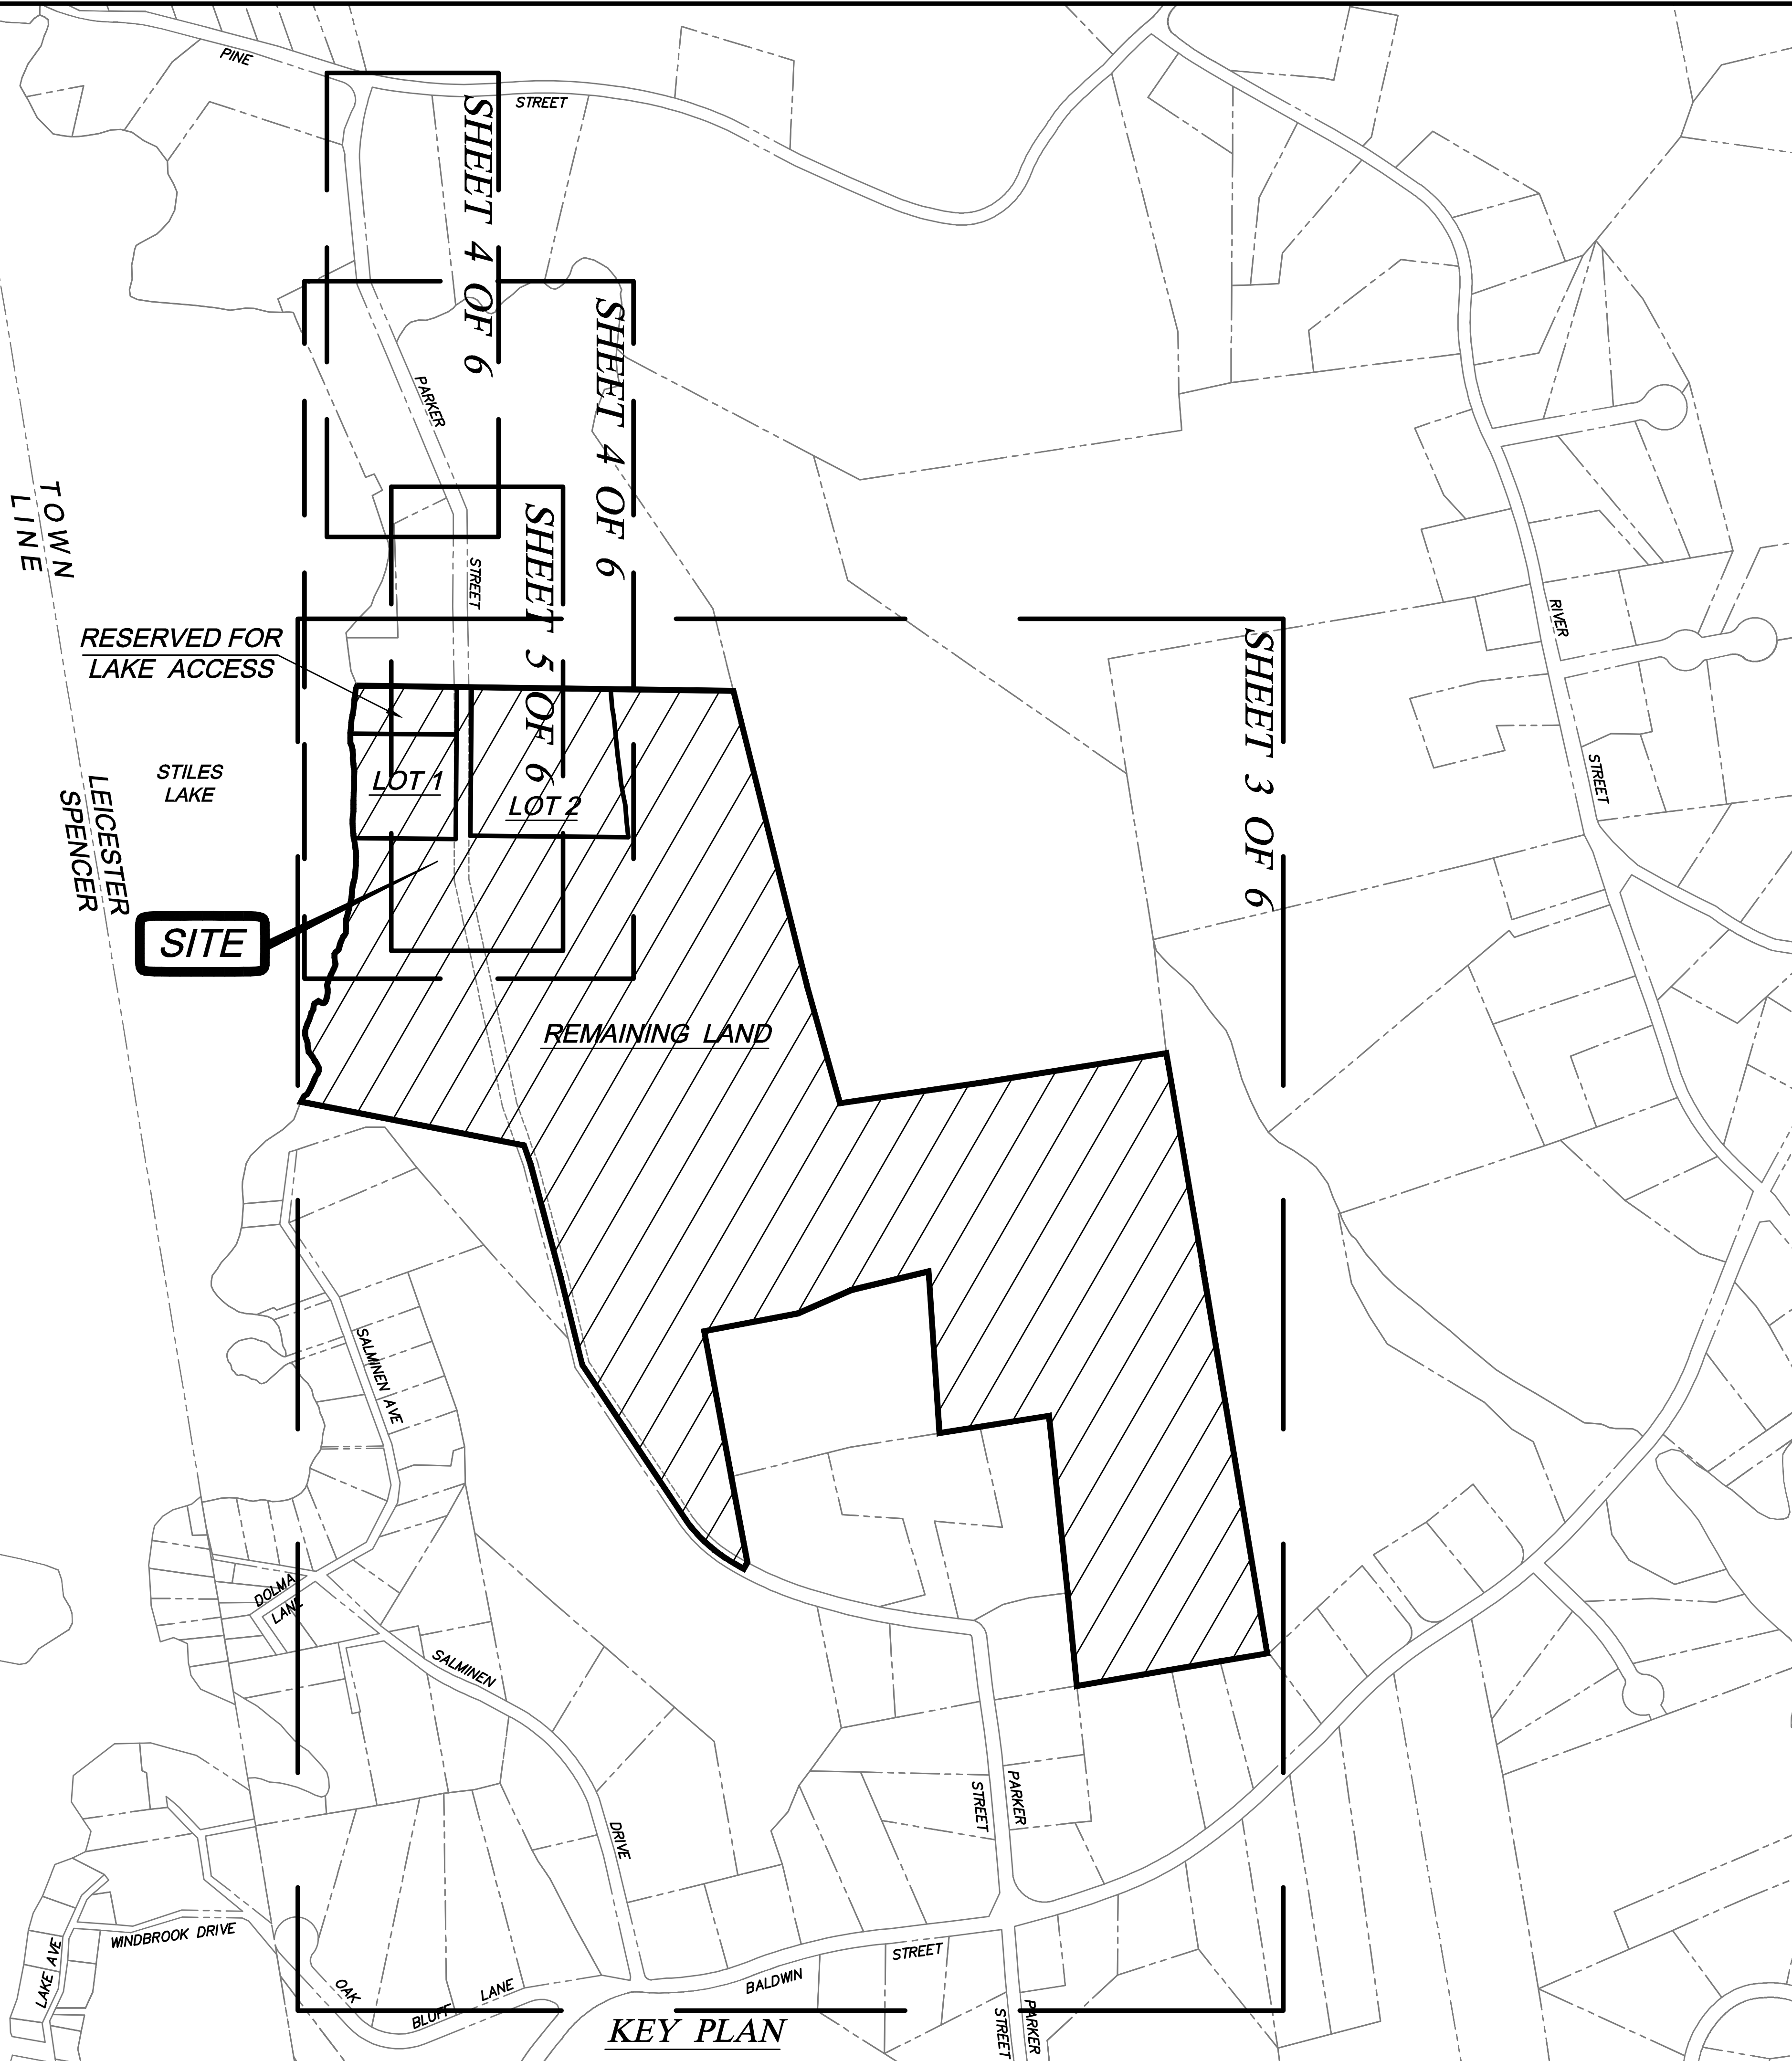 PINE
STREET
SHEET 4 OF 6
SHEET 4 OF 6
PARKER
STREET
SHEET 5 OF 6
TOWN
LINE
RESERVED FOR
LAKE ACCESS
RIVER
STREET
SHEET 3 OF 6
STILES
LAKE
LEICESTER
SPENCER
LOT 1
LOT 2
SITE
REMAINING LAND
SALMINEN AVE
DOLMA
LANE
SALMINEN
DRIVE
PARKER
STREET
WINDBROOK DRIVE
LAKE AVE
OAK
BLUFF
LANE
BALDWIN
STREET
PARKER
STREET
KEY PLAN